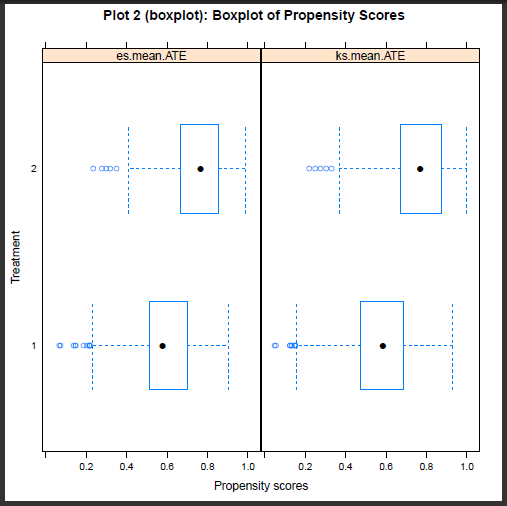 Plot 2 (boxplot): Boxplot of Propensity Scores
es.mean.ATE ks.mean.ATE
2
Treatment
1
0.2 0.4 0.6 0.8 1.0 0.2 0.4 0.6 0.8 1.0
Propensity scores